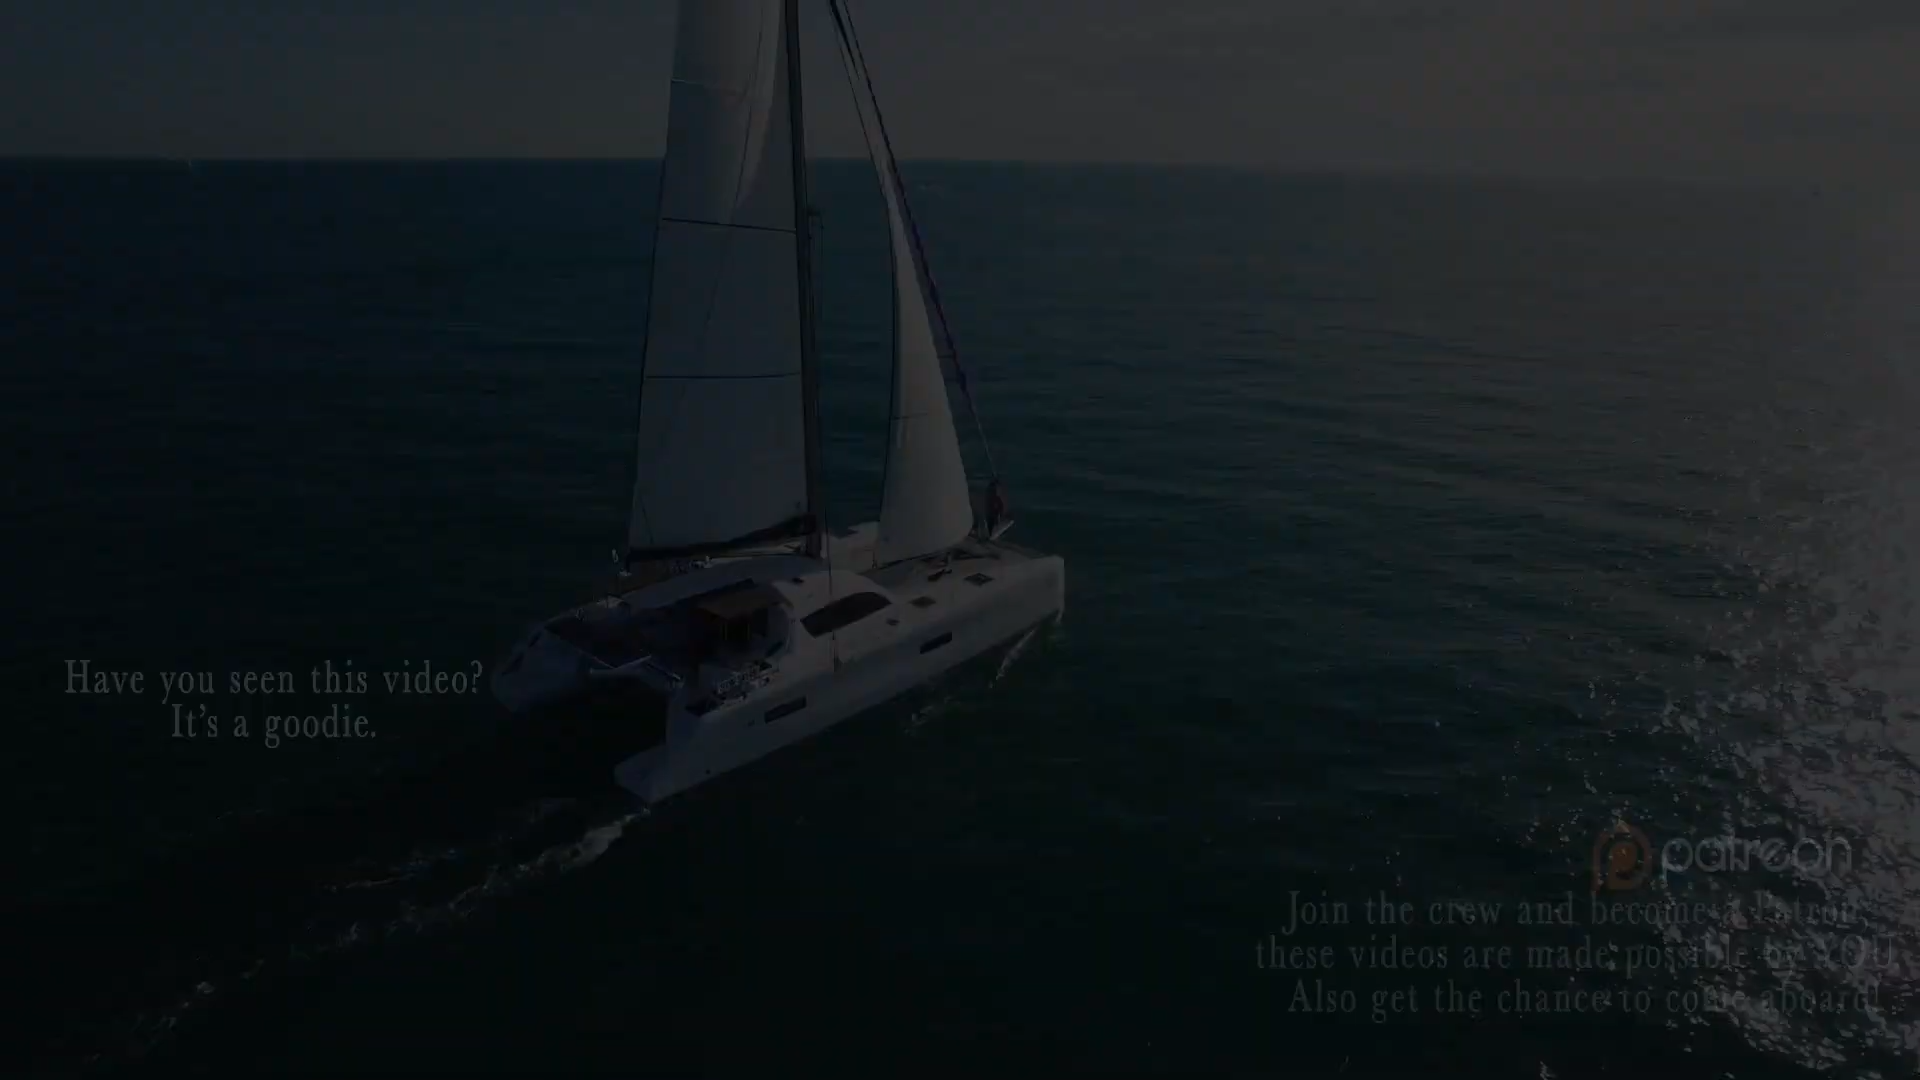 Have you seen this video?
It's a goodie.
patreon
Join the crew and become a Patron,
these videos are made possible by YOU
Also get the chance to come aboard!